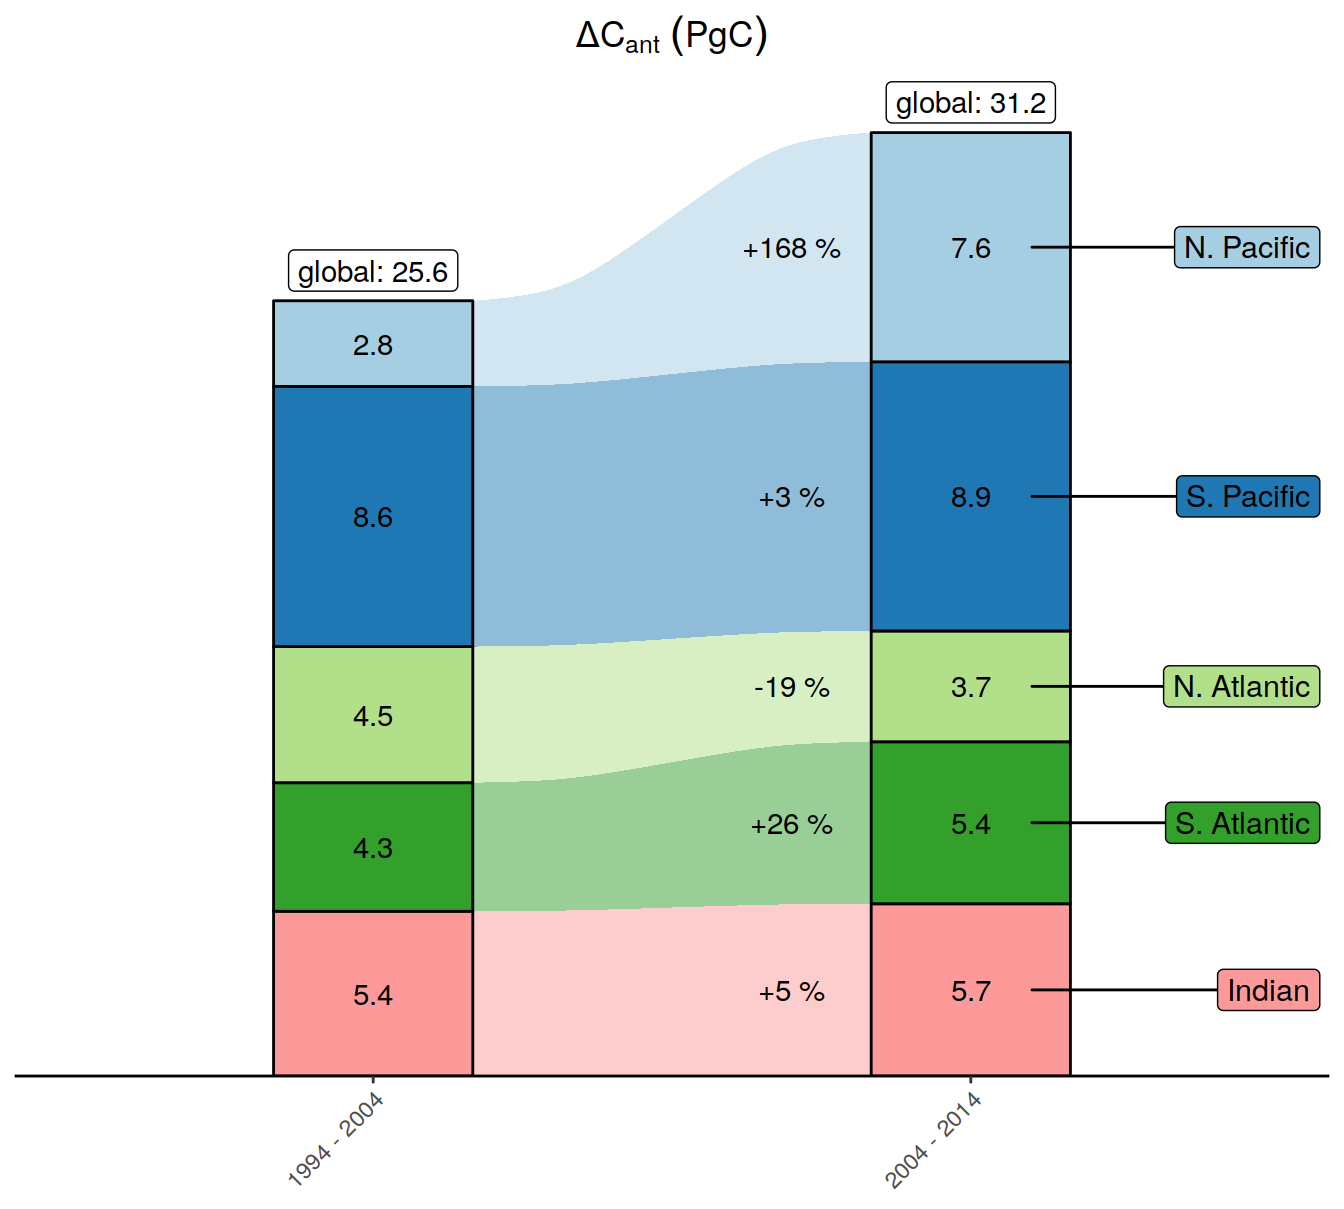 ΔCant (PgC)
global: 31.2
global: 25.6
+168 %
7.6
N. Pacific
2.8
8.6
+3 %
8.9
S. Pacific
4.5
-19 %
3.7
N. Atlantic
4.3
+26 %
5.4
S. Atlantic
5.4
+5 %
5.7
Indian
1994 - 2004
2004 - 2014